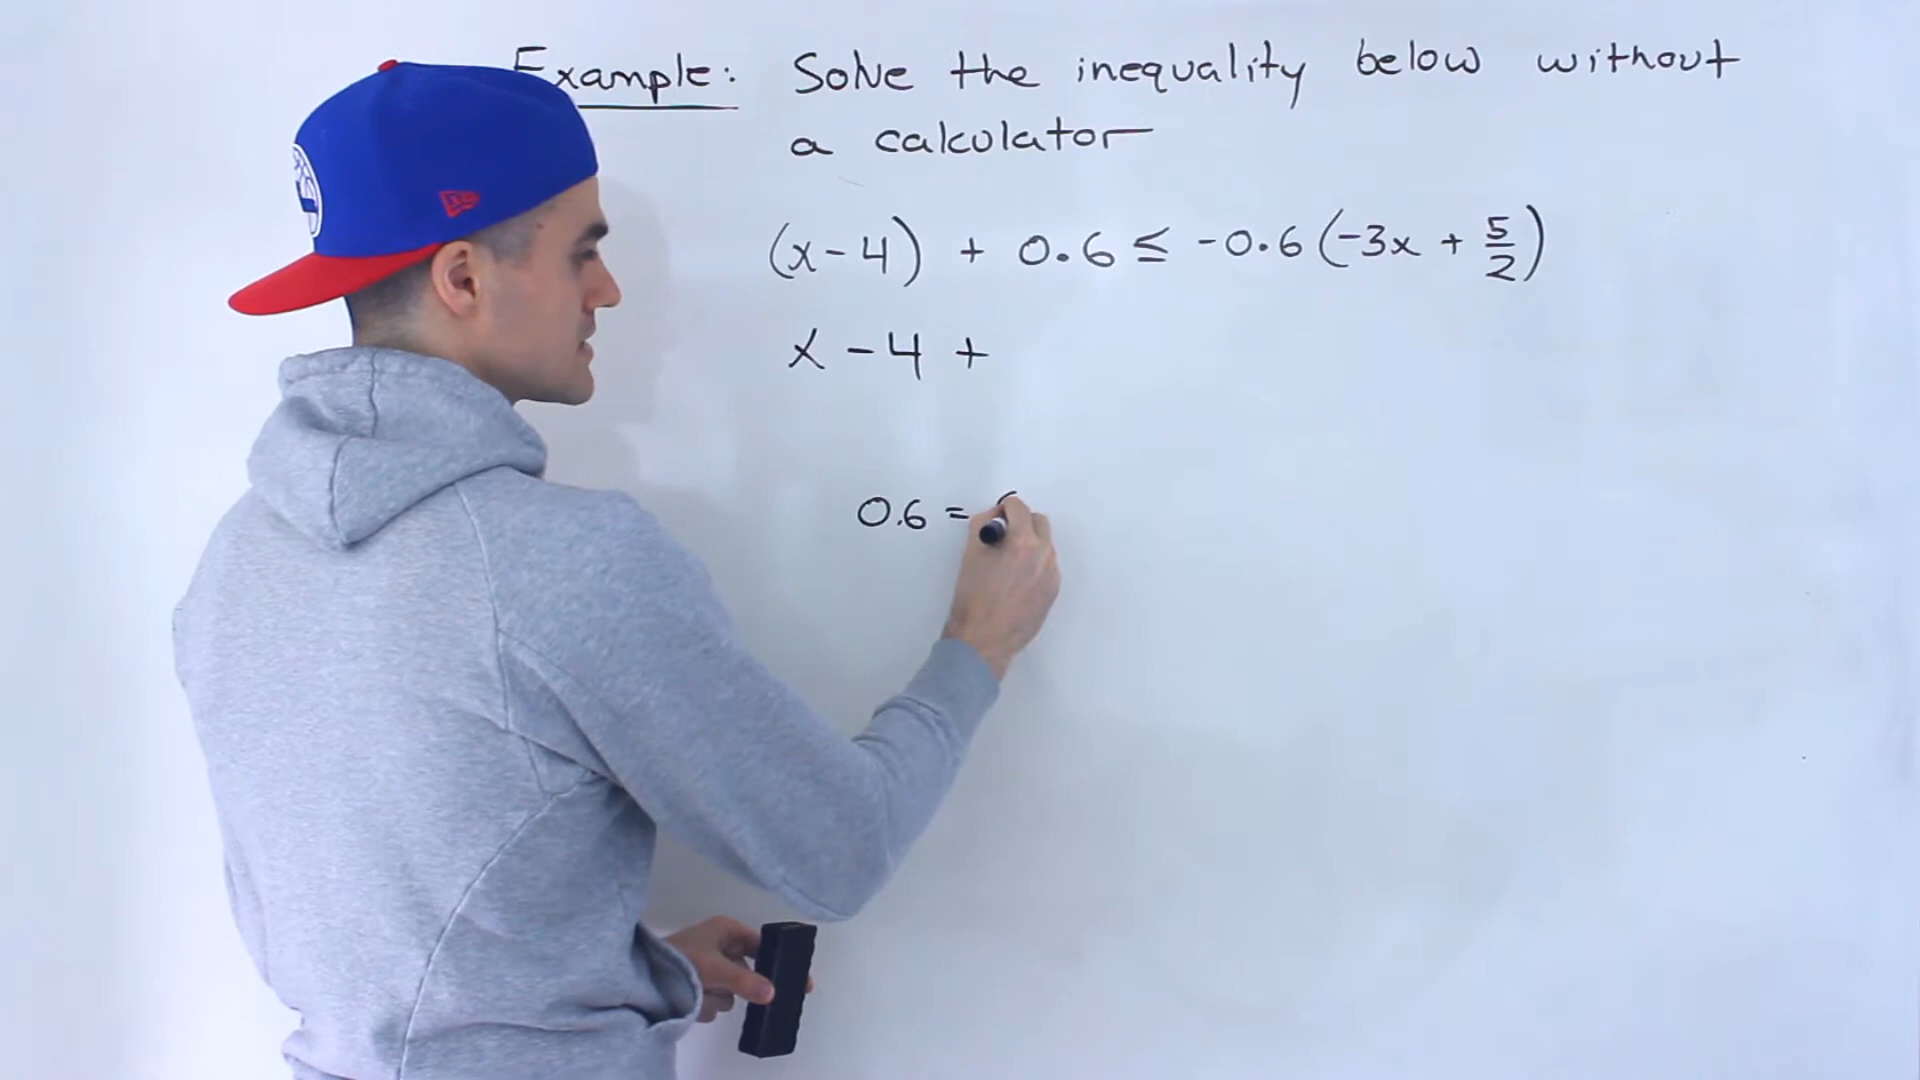 Example: Solve the inequality below without
a calculator
(x-4) + 0.6 ≤ -0.6(-3x + 5/2)
x - 4 +
0.6 =